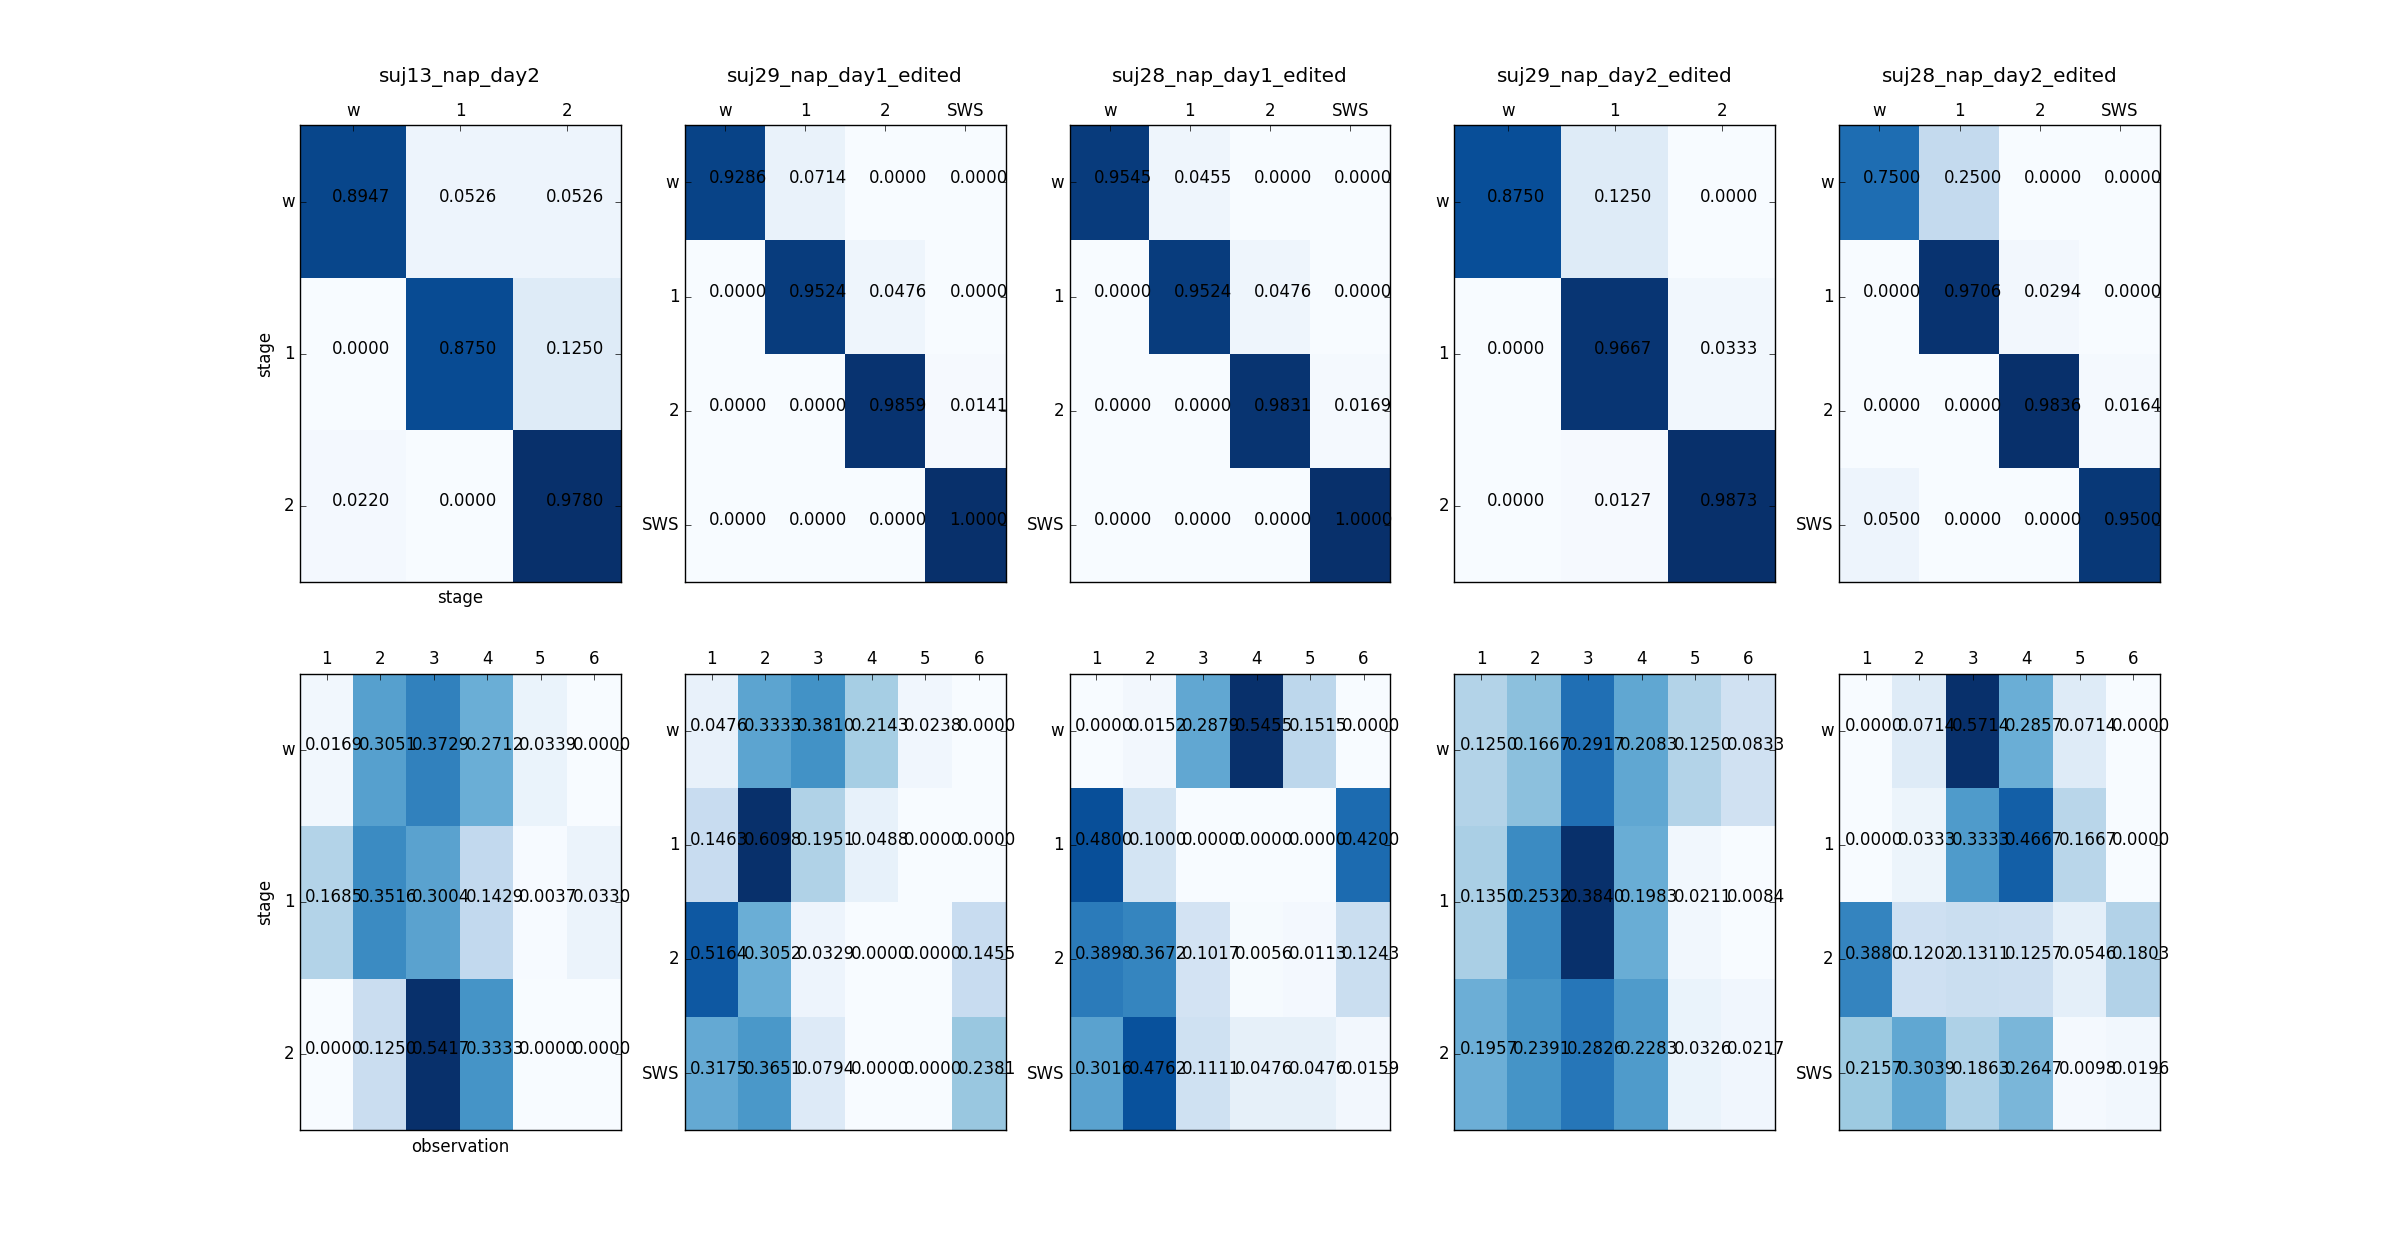 suj13_nap_day2 suj29_nap_day1_edited suj28_nap_day1_edited suj29_nap_day2_edited suj28_nap_day2_edited
w 1 2 w 1 2 SWS w 1 2 SWS w 1 2 w 1 2 SWS
w 0.9286 0.0714 0.0000 0.0000 w 0.9545 0.0455 0.0000 0.0000 w 0.7500 0.2500 0.0000 0.0000
w 0.8947 0.0526 0.0526 w 0.8750 0.1250 0.0000
1 0.0000 0.9524 0.0476 0.0000 1 0.0000 0.9524 0.0476 0.0000 1 0.0000 0.9706 0.0294 0.0000
stage 1 0.0000 0.8750 0.1250 1 0.0000 0.9667 0.0333
2 0.0000 0.0000 0.9859 0.0141 2 0.0000 0.0000 0.9831 0.0169 2 0.0000 0.0000 0.9836 0.0164
2 0.0220 0.0000 0.9780 2 0.0000 0.0127 0.9873
SWS 0.0000 0.0000 0.0000 1.0000 SWS 0.0000 0.0000 0.0000 1.0000 SWS 0.0500 0.0000 0.0000 0.9500
stage
1 2 3 4 5 6 1 2 3 4 5 6 1 2 3 4 5 6 1 2 3 4 5 6 1 2 3 4 5 6
w 0.0476 0.3333 0.3810 0.2143 0.0238 0.0000 w 0.0000 0.0152 0.2879 0.5455 0.1515 0.0000 w 0.0000 0.0714 0.5714 0.2857 0.0714 0.0000
w 0.0169 0.3051 0.3729 0.2712 0.0339 0.0000 w 0.1250 0.1667 0.2917 0.2083 0.1250 0.0833
1 0.1463 0.6098 0.1951 0.0488 0.0000 0.0000 1 0.4800 0.1000 0.0000 0.0000 0.0000 0.4200 1 0.0000 0.0333 0.3333 0.4667 0.1667 0.0000
stage 1 0.1685 0.3516 0.3004 0.1429 0.0037 0.0330 1 0.1350 0.2532 0.3840 0.1983 0.0211 0.0084
2 0.5164 0.3052 0.0329 0.0000 0.0000 0.1455 2 0.3898 0.3672 0.1017 0.0056 0.0113 0.1243 2 0.3880 0.1202 0.1311 0.1257 0.0546 0.1803
2 0.0000 0.1250 0.5417 0.3333 0.0000 0.0000 2 0.1957 0.2391 0.2826 0.2283 0.0326 0.0217
SWS 0.3175 0.3651 0.0794 0.0000 0.0000 0.2381 SWS 0.3016 0.4762 0.1111 0.0476 0.0476 0.0159 SWS 0.2157 0.3039 0.1863 0.2647 0.0098 0.0196
observation